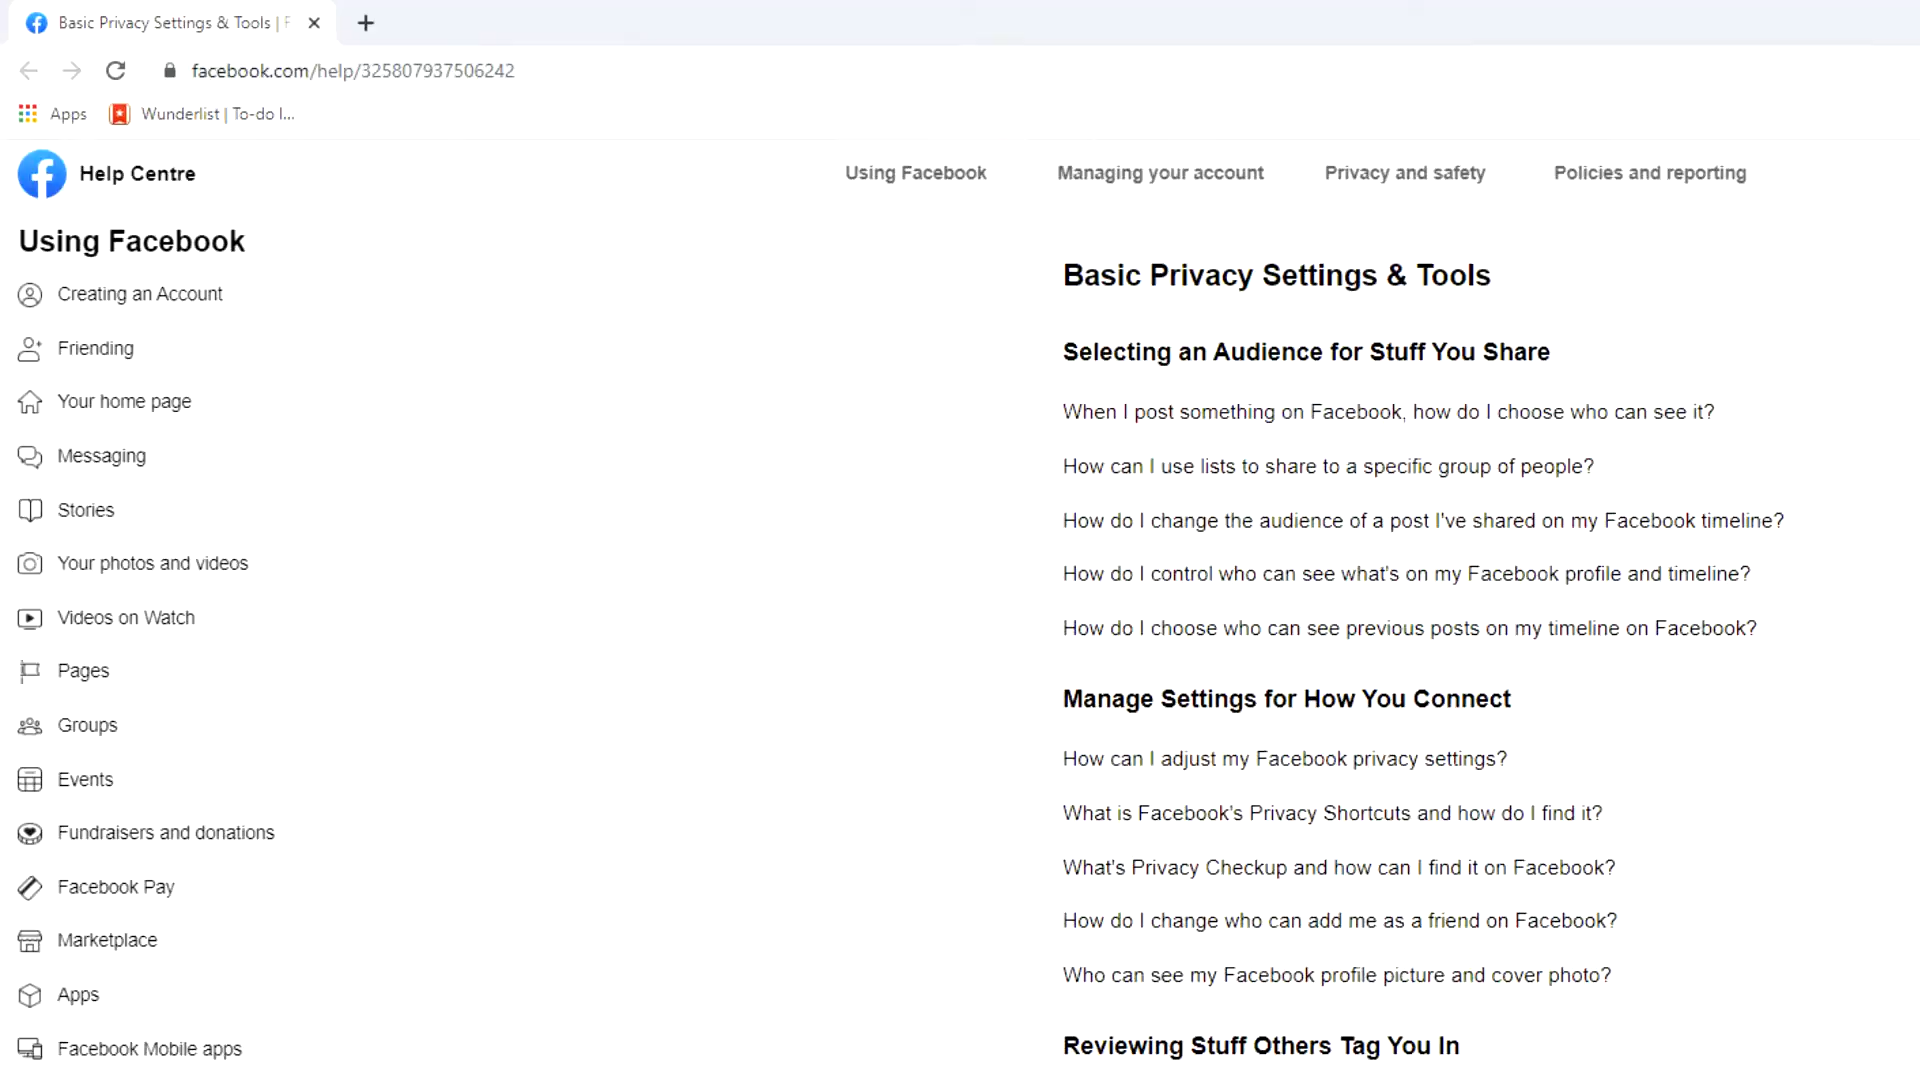 Basic Privacy Settings & Tools | F
facebook.com/help/325807937506242
Apps
Wunderlist | To-do l...
Help Centre
Using Facebook
Managing your account
Privacy and safety
Policies and reporting
Using Facebook
Creating an Account
Friending
Your home page
Messaging
Stories
Your photos and videos
Videos on Watch
Pages
Groups
Events
Fundraisers and donations
Facebook Pay
Marketplace
Apps
Facebook Mobile apps
Basic Privacy Settings & Tools
Selecting an Audience for Stuff You Share
When I post something on Facebook, how do I choose who can see it?
How can I use lists to share to a specific group of people?
How do I change the audience of a post I've shared on my Facebook timeline?
How do I control who can see what's on my Facebook profile and timeline?
How do I choose who can see previous posts on my timeline on Facebook?
Manage Settings for How You Connect
How can I adjust my Facebook privacy settings?
What is Facebook's Privacy Shortcuts and how do I find it?
What's Privacy Checkup and how can I find it on Facebook?
How do I change who can add me as a friend on Facebook?
Who can see my Facebook profile picture and cover photo?
Reviewing Stuff Others Tag You In